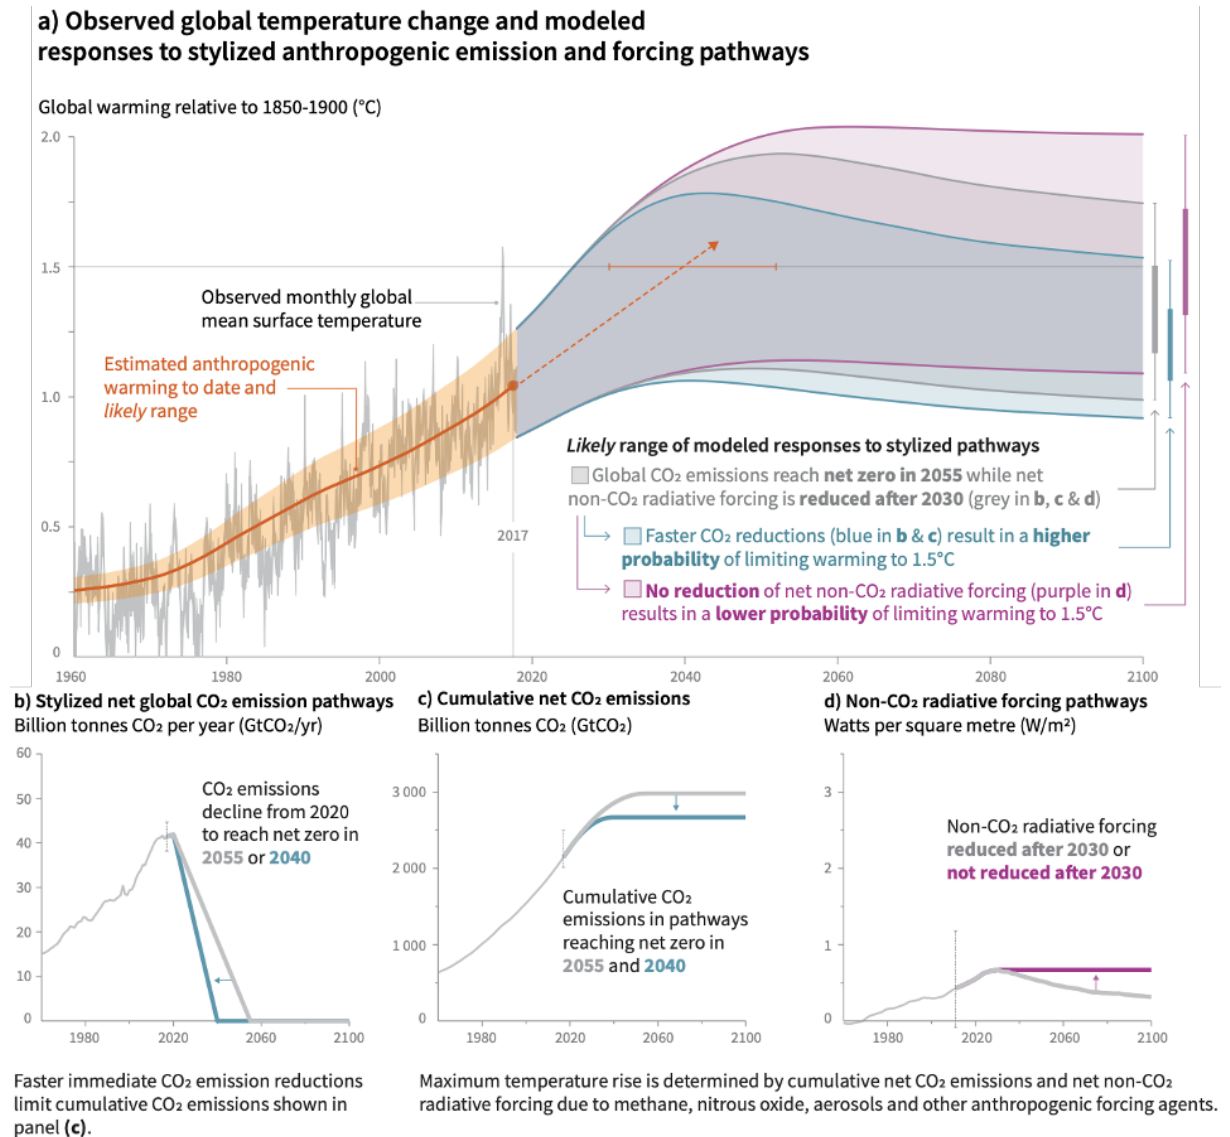 a) Observed global temperature change and modeled
responses to stylized anthropogenic emission and forcing pathways
Global warming relative to 1850-1900 (°C)
2.0
1.5
1.0
0.5
0
Observed monthly global
mean surface temperature
Estimated anthropogenic
warming to date and
likely range
2017
Likely range of modeled responses to stylized pathways
Global CO₂ emissions reach net zero in 2055 while net
non-CO₂ radiative forcing is reduced after 2030 (grey in b, c & d)
Faster CO₂ reductions (blue in b & c) result in a higher
probability of limiting warming to 1.5°C
No reduction of net non-CO₂ radiative forcing (purple in d)
results in a lower probability of limiting warming to 1.5°C
1960 1980 2000 2020 2040 2060 2080 2100
b) Stylized net global CO₂ emission pathways
Billion tonnes CO₂ per year (GtCO₂/yr)
60
50
40
30
20
10
0
CO₂ emissions
decline from 2020
to reach net zero in
2055 or 2040
1980 2020 2060 2100
Faster immediate CO₂ emission reductions
limit cumulative CO₂ emissions shown in
panel (c).
c) Cumulative net CO₂ emissions
Billion tonnes CO₂ (GtCO₂)
3 000
2 000
1 000
0
Cumulative CO₂
emissions in pathways
reaching net zero in
2055 and 2040
1980 2020 2060 2100
d) Non-CO₂ radiative forcing pathways
Watts per square metre (W/m²)
3
2
1
0
Non-CO₂ radiative forcing
reduced after 2030 or
not reduced after 2030
1980 2020 2060 2100
Maximum temperature rise is determined by cumulative net CO₂ emissions and net non-CO₂
radiative forcing due to methane, nitrous oxide, aerosols and other anthropogenic forcing agents.